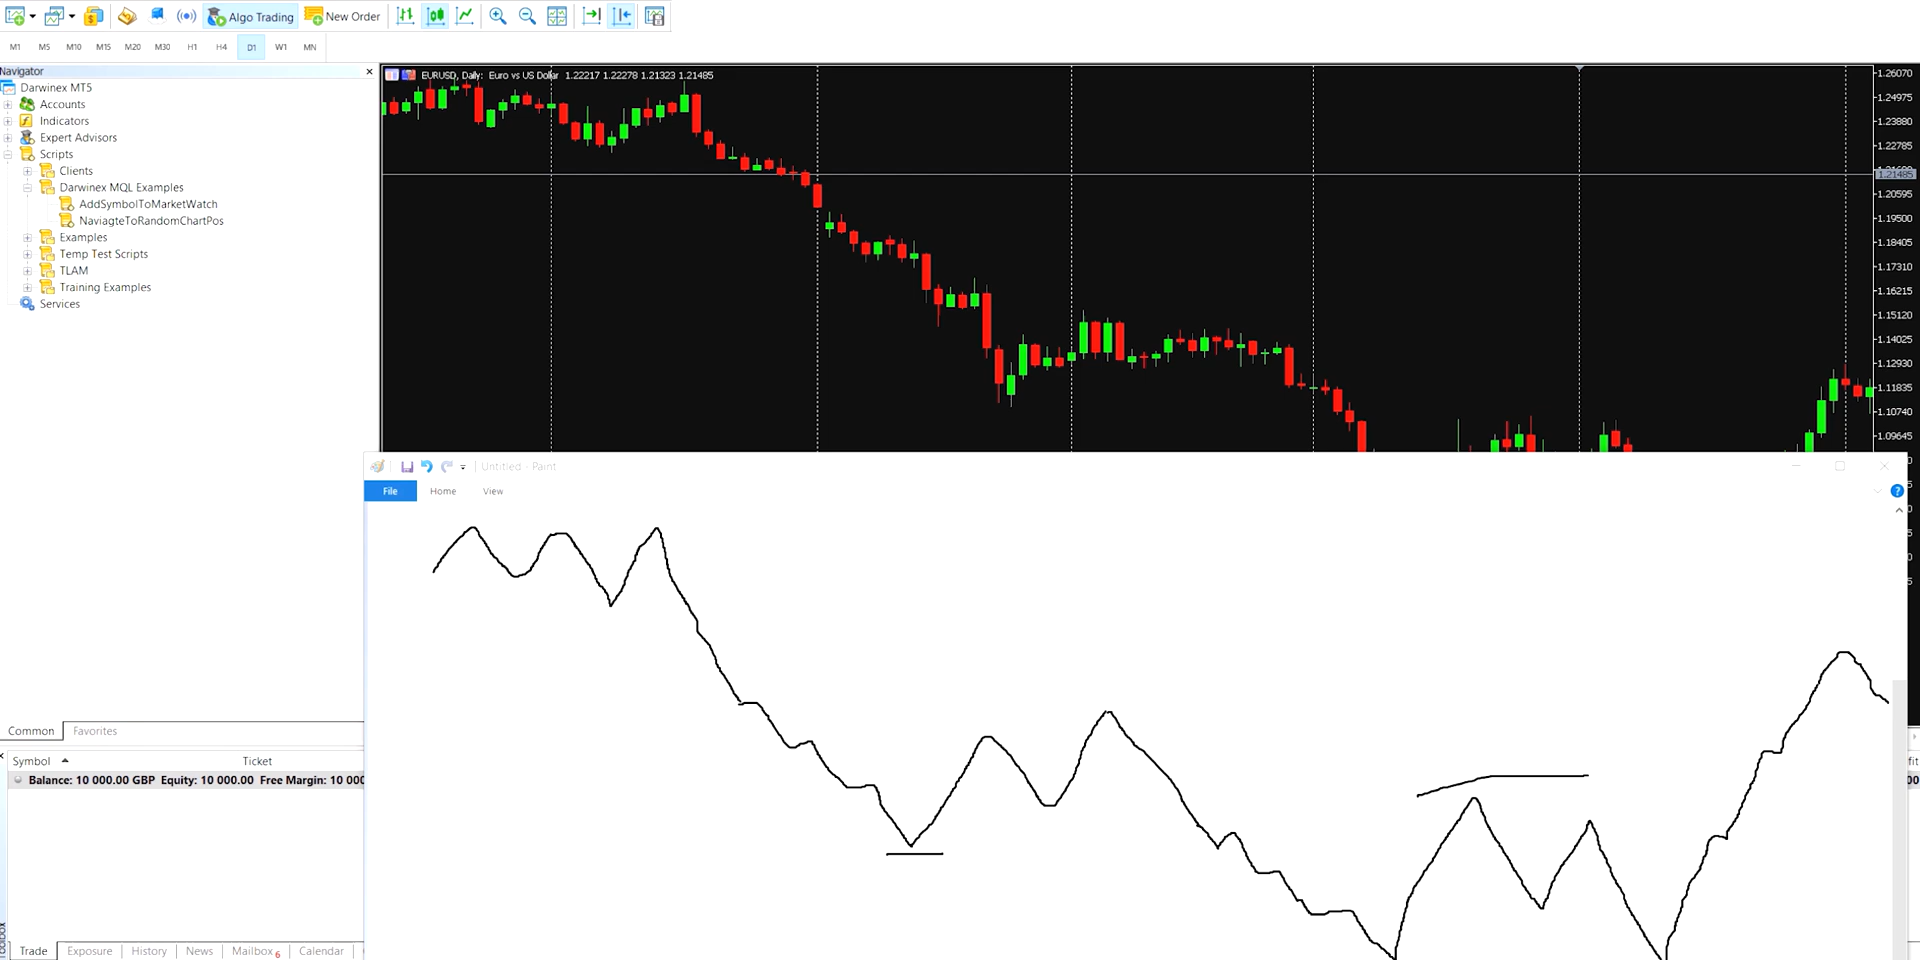 Algo Trading New Order
M1 M5 M10 M15 M20 M30 H1 H4 D1 W1 MN
Navigator
Darwinex MT5
Accounts
Indicators
Expert Advisors
Scripts
Clients
Darwinex MQL Examples
AddSymbolToMarketWatch
NaviagteToRandomChartPos
Examples
Temp Test Scripts
TLAM
Training Examples
Services
Common Favorites
Symbol Ticket
Balance: 10 000.00 GBP Equity: 10 000.00 Free Margin: 10 000
Trade Exposure History News Mailbox 6 Calendar
EURUSD, Daily: Euro vs US Dollar 1.22217 1.22278 1.21323 1.21485
1.26070
1.24975
1.23880
1.22785
1.21485
1.20595
1.19500
1.18405
1.17310
1.16215
1.15120
1.14025
1.12930
1.11835
1.10740
1.09645
Untitled - Paint
File Home View
fit